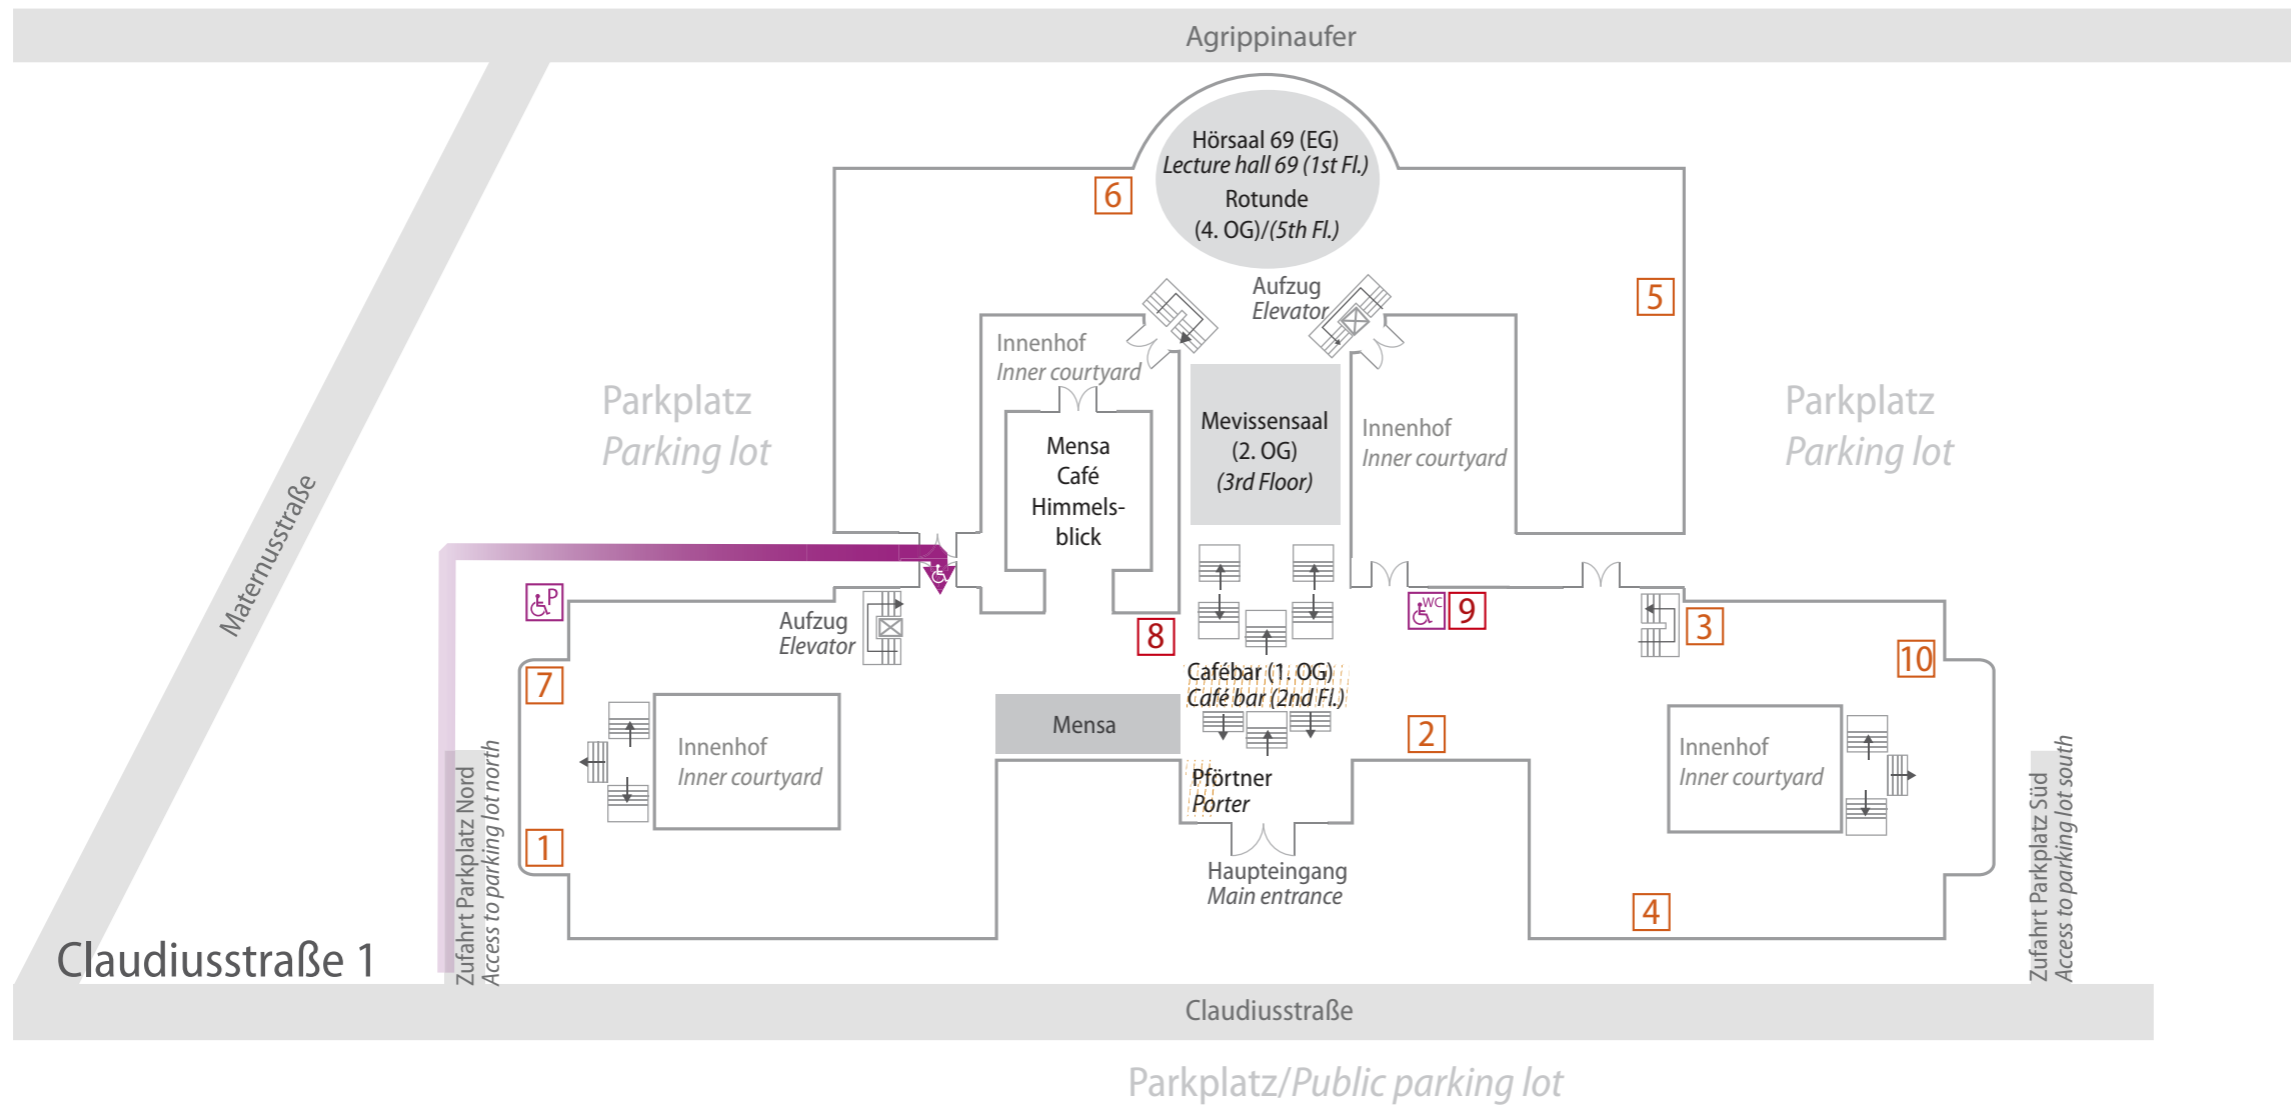 Agrippinaufer
Hörsaal 69 (EG)
Lecture hall 69 (1st Fl.)
Rotunde
(4. OG)/(5th Fl.)
6
Aufzug
Elevator
5
Innenhof
Inner courtyard
Parkplatz
Parking lot
Mevissensaal
(2. OG)
(3rd Floor)
Innenhof
Inner courtyard
Parkplatz
Parking lot
Mensa
Café
Himmels-
blick
Maternusstraße
P
Aufzug
Elevator
8
WC
9
3
10
7
Cafébar (1. OG)
Café bar (2nd Fl.)
Mensa
2
Innenhof
Inner courtyard
Innenhof
Inner courtyard
Pförtner
Porter
1
Haupteingang
Main entrance
4
Zufahrt Parkplatz Nord
Access to parking lot north
Zufahrt Parkplatz Süd
Access to parking lot south
Claudiusstraße 1
Claudiusstraße
Parkplatz/Public parking lot